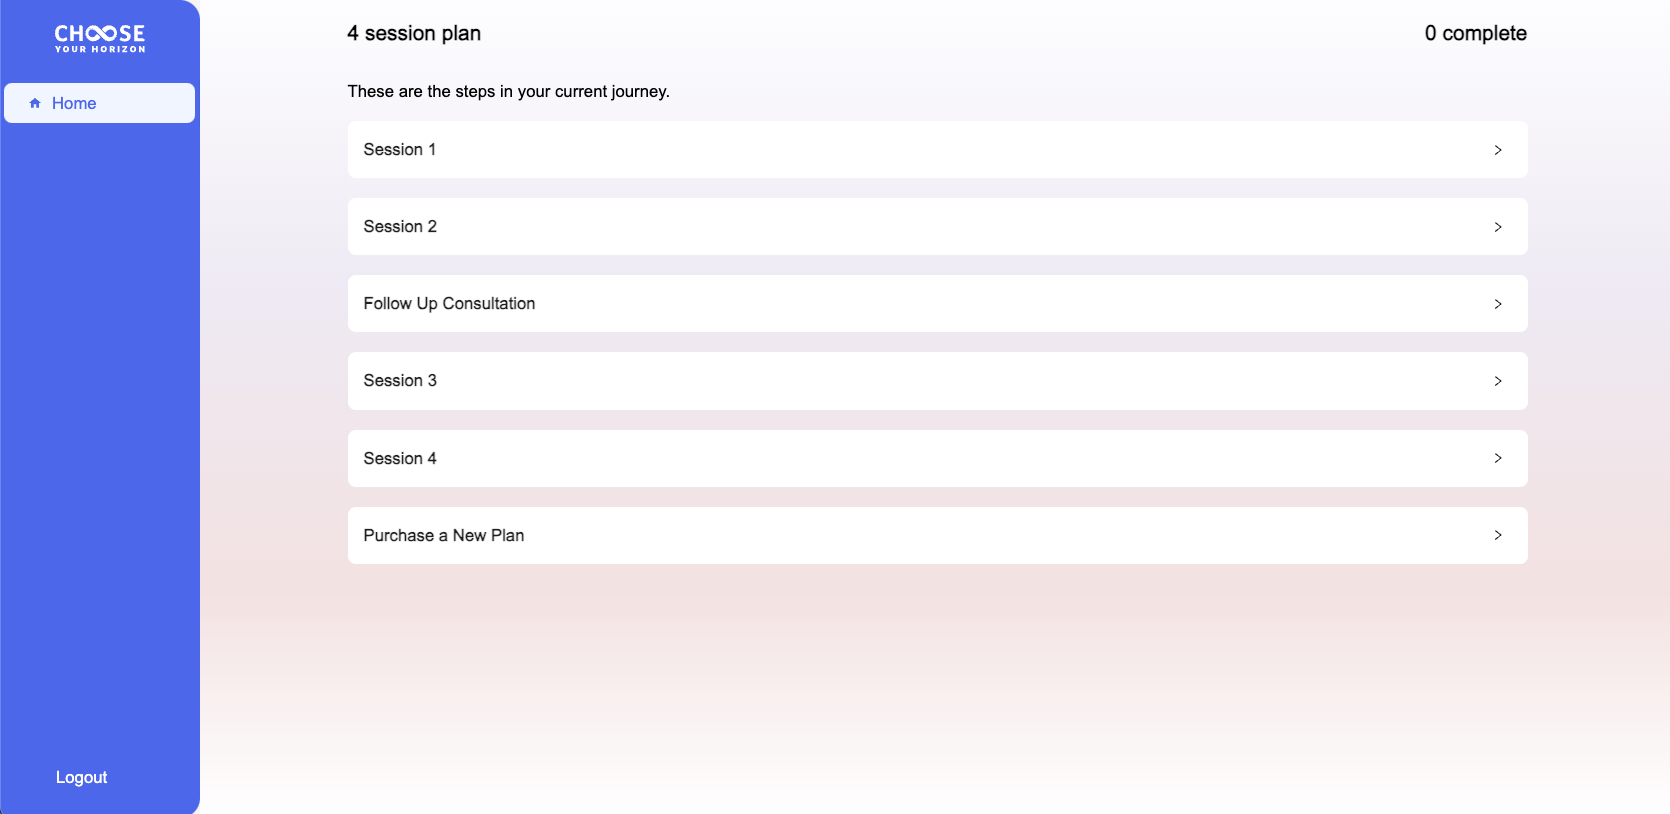 CHOOSE
YOUR HORIZON
Home
Logout
4 session plan
0 complete
These are the steps in your current journey.
Session 1
Session 2
Follow Up Consultation
Session 3
Session 4
Purchase a New Plan